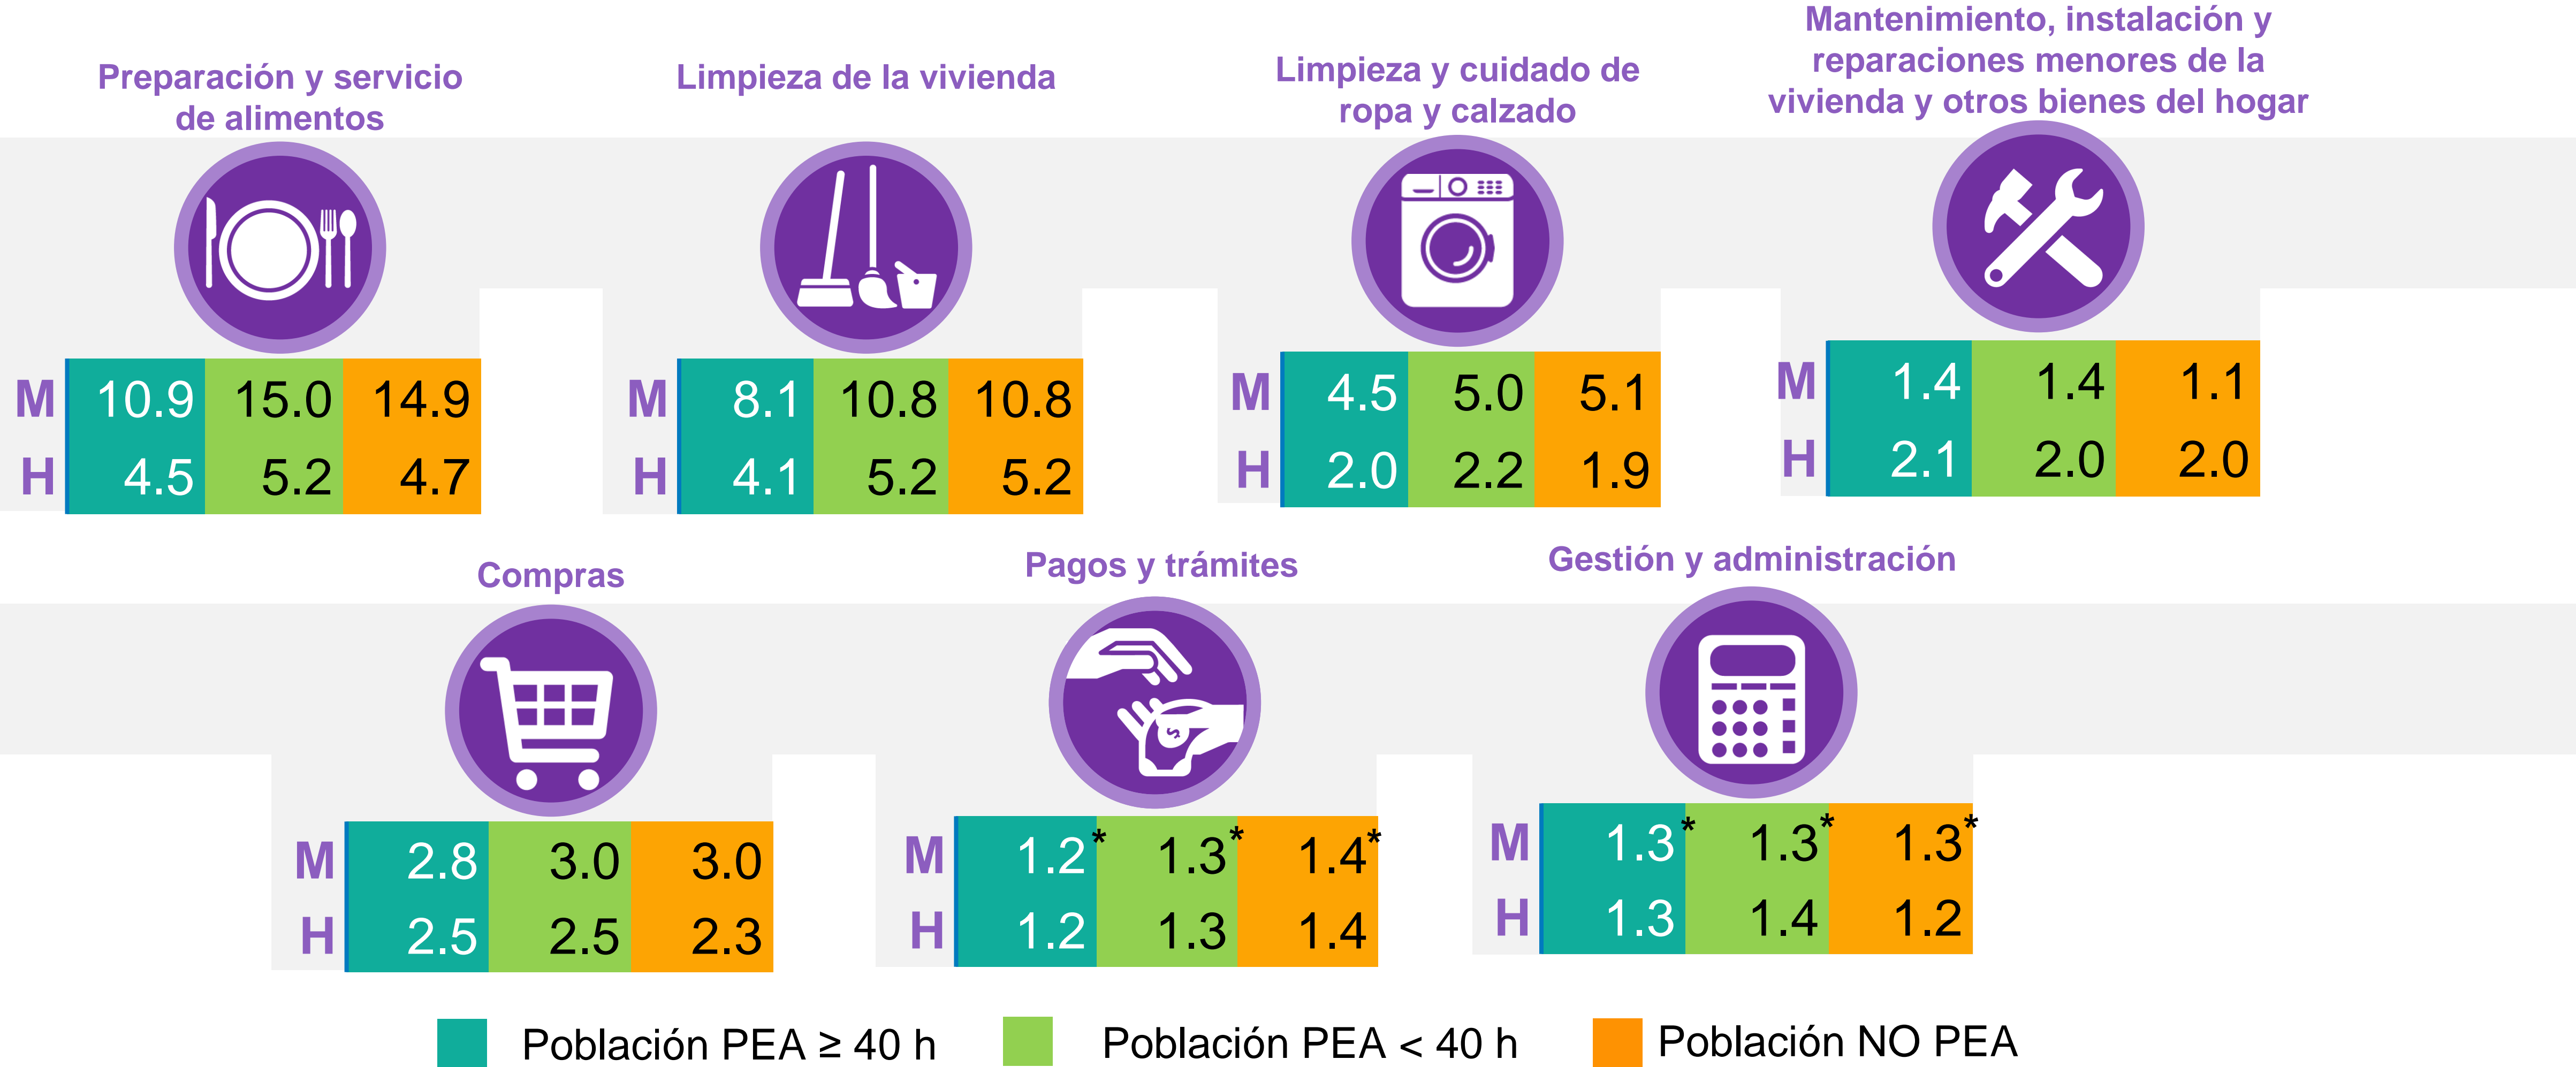 Preparación y servicio
de alimentos
M 10.9 15.0 14.9
H 4.5 5.2 4.7
Limpieza de la vivienda
M 8.1 10.8 10.8
H 4.1 5.2 5.2
Limpieza y cuidado de
ropa y calzado
M 4.5 5.0 5.1
H 2.0 2.2 1.9
Mantenimiento, instalación y
reparaciones menores de la
vivienda y otros bienes del hogar
M 1.4 1.4 1.1
H 2.1 2.0 2.0
Compras
M 2.8 3.0 3.0
H 2.5 2.5 2.3
Pagos y trámites
$
M 1.2* 1.3* 1.4*
H 1.2 1.3 1.4
Gestión y administración
M 1.3* 1.3* 1.3*
H 1.3 1.4 1.2
Población PEA ≥ 40 h
Población PEA < 40 h
Población NO PEA